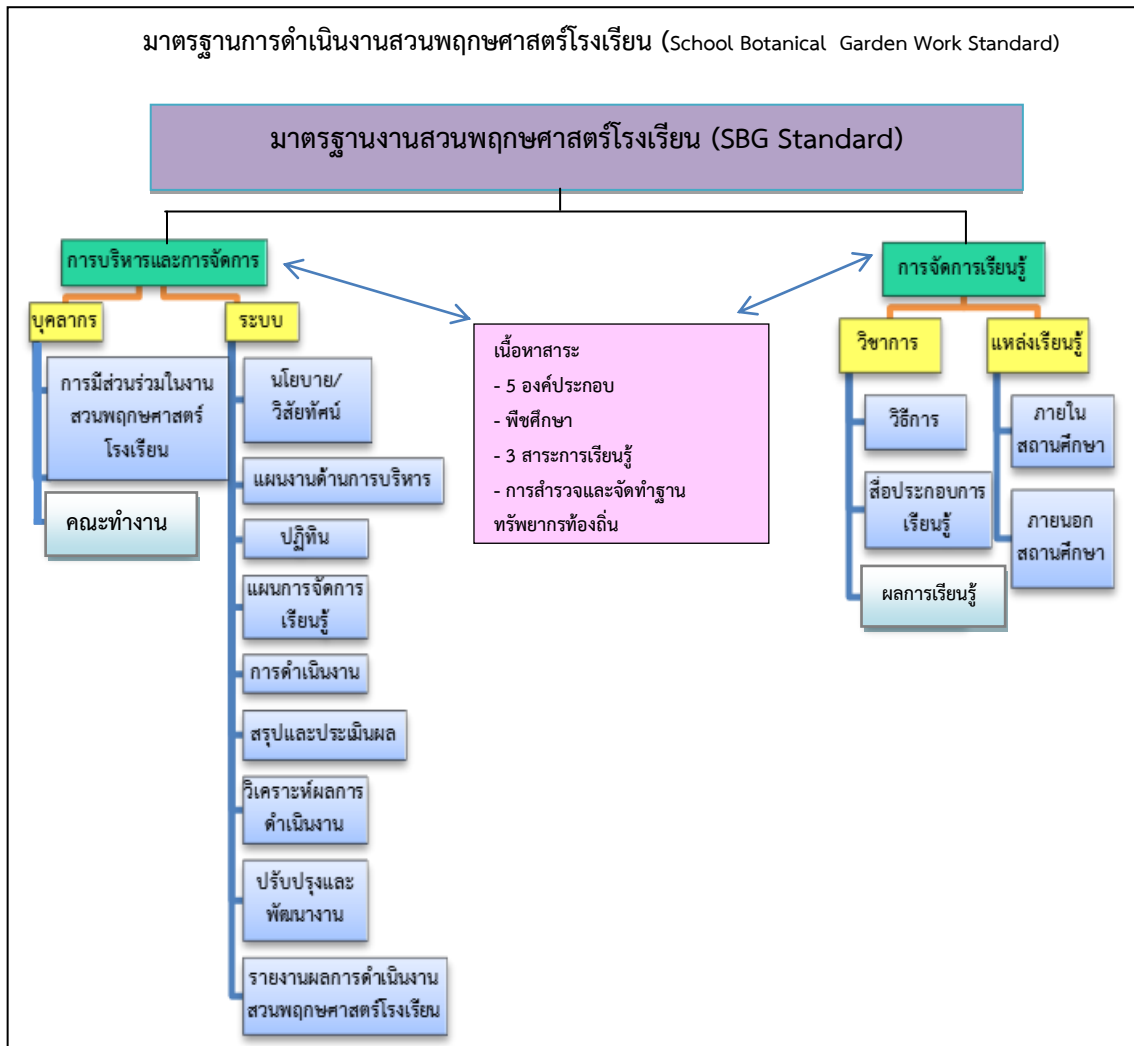 มาตรฐานการดำเนินงานสวนพฤกษศาสตร์โรงเรียน (School Botanical Garden Work Standard)
มาตรฐานงานสวนพฤกษศาสตร์โรงเรียน (SBG Standard)
การบริหารและการจัดการ
บุคลากร
การมีส่วนร่วมในงาน
สวนพฤกษศาสตร์
โรงเรียน
คณะทำงาน
ระบบ
นโยบาย/
วิสัยทัศน์
แผนงานด้านการบริหาร
ปฏิทิน
แผนการจัดการ
เรียนรู้
การดำเนินงาน
สรุปและประเมินผล
วิเคราะห์ผลการ
ดำเนินงาน
ปรับปรุงและ
พัฒนางาน
รายงานผลการดำเนินงาน
สวนพฤกษศาสตร์โรงเรียน
เนื้อหาสาระ
- 5 องค์ประกอบ
- พืชศึกษา
- 3 สาระการเรียนรู้
- การสำรวจและจัดทำฐาน
ทรัพยากรท้องถิ่น
การจัดการเรียนรู้
วิชาการ
วิธีการ
สื่อประกอบการ
เรียนรู้
ผลการเรียนรู้
แหล่งเรียนรู้
ภายใน
สถานศึกษา
ภายนอก
สถานศึกษา